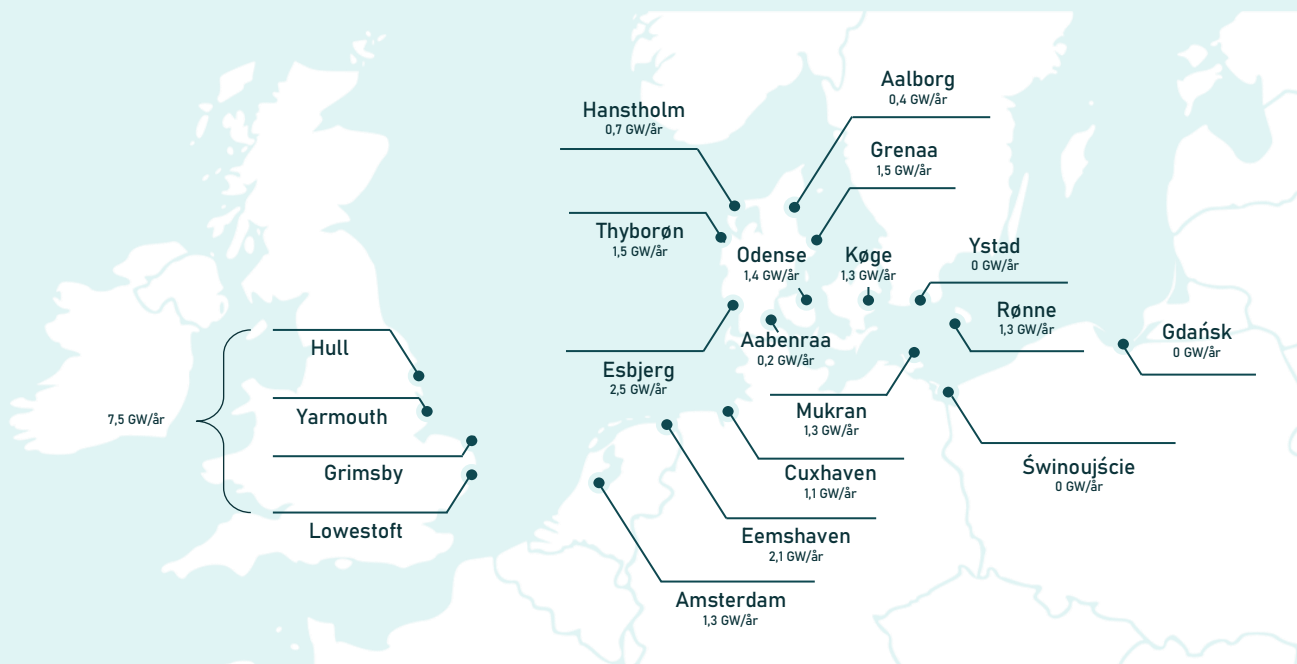 Aalborg
0,4 GW/år
Hanstholm
0,7 GW/år
Grenaa
1,5 GW/år
Thyborøn
1,5 GW/år
Odense
1,4 GW/år
Køge
1,3 GW/år
Ystad
0 GW/år
Rønne
1,3 GW/år
Gdańsk
0 GW/år
Aabenraa
0,2 GW/år
Esbjerg
2,5 GW/år
Hull
Yarmouth
7,5 GW/år
Grimsby
Lowestoft
Mukran
1,3 GW/år
Cuxhaven
1,1 GW/år
Świnoujście
0 GW/år
Eemshaven
2,1 GW/år
Amsterdam
1,3 GW/år